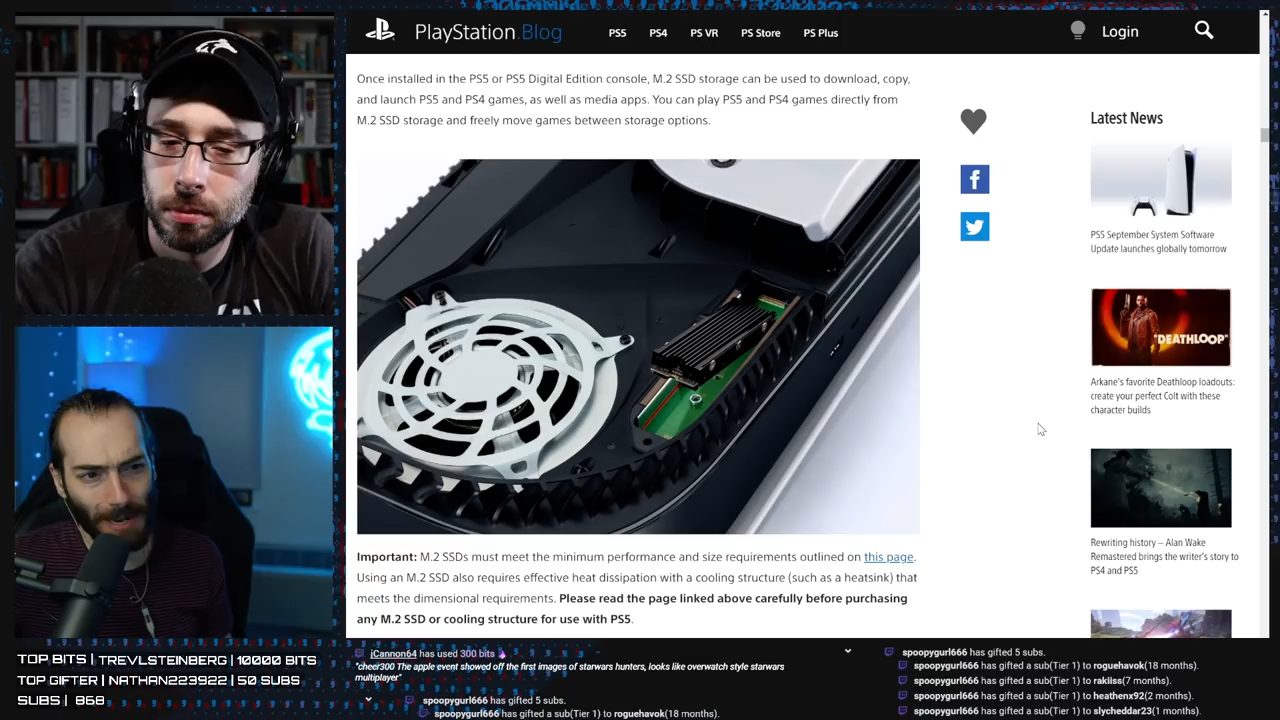 PlayStation.Blog
PS5
PS4
PS VR
PS Store
PS Plus
Login
Once installed in the PS5 or PS5 Digital Edition console, M.2 SSD storage can be used to download, copy,
and launch PS5 and PS4 games, as well as media apps. You can play PS5 and PS4 games directly from
M.2 SSD storage and freely move games between storage options.
Important: M.2 SSDs must meet the minimum performance and size requirements outlined on this page.
Using an M.2 SSD also requires effective heat dissipation with a cooling structure (such as a heatsink) that
meets the dimensional requirements. Please read the page linked above carefully before purchasing
any M.2 SSD or cooling structure for use with PS5.
Latest News
PS5 September System Software
Update launches globally tomorrow
"DEATHLOOP"
Arkane's favorite Deathloop loadouts:
create your perfect Colt with these
character builds
Rewriting history – Alan Wake
Remastered brings the writer's story to
PS4 and PS5
TOP BITS | TREVLSTEINBERG | 10000 BITS
TOP GIFTER | NATHAN223922 | 50 SUBS
SUBS | 868
jCannon64 has used 300 bits
"cheer300 The apple event showed off the first images of starwars hunters, looks like overwatch style starwars
multiplayer"
spoopygurl666 has gifted 5 subs.
spoopygurl666 has gifted a sub(Tier 1) to roguehavok(18 months).
spoopygurl666 has gifted 5 subs.
spoopygurl666 has gifted a sub(Tier 1) to roguehavok(18 months).
spoopygurl666 has gifted a sub(Tier 1) to rakiiss(7 months).
spoopygurl666 has gifted a sub(Tier 1) to heathenx92(2 months).
spoopygurl666 has gifted a sub(Tier 1) to slycheddar23(1 months).